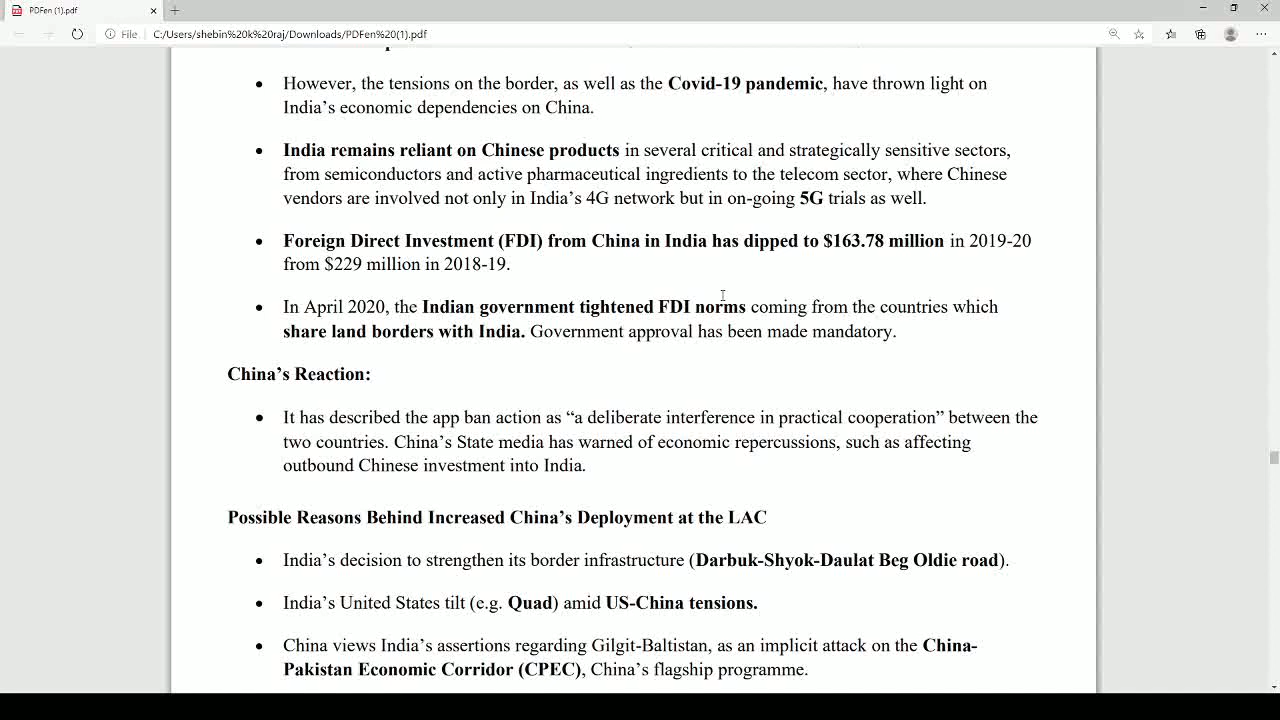 PDFen (1).pdf
File
C:/Users/shebin%20k%20raj/Downloads/PDFen%20(1).pdf
• However, the tensions on the border, as well as the Covid-19 pandemic, have thrown light on
India’s economic dependencies on China.
• India remains reliant on Chinese products in several critical and strategically sensitive sectors,
from semiconductors and active pharmaceutical ingredients to the telecom sector, where Chinese
vendors are involved not only in India’s 4G network but in on-going 5G trials as well.
• Foreign Direct Investment (FDI) from China in India has dipped to $163.78 million in 2019-20
from $229 million in 2018-19.
• In April 2020, the Indian government tightened FDI norms coming from the countries which
share land borders with India. Government approval has been made mandatory.
China’s Reaction:
• It has described the app ban action as “a deliberate interference in practical cooperation” between the
two countries. China’s State media has warned of economic repercussions, such as affecting
outbound Chinese investment into India.
Possible Reasons Behind Increased China’s Deployment at the LAC
• India’s decision to strengthen its border infrastructure (Darbuk-Shyok-Daulat Beg Oldie road).
• India’s United States tilt (e.g. Quad) amid US-China tensions.
• China views India’s assertions regarding Gilgit-Baltistan, as an implicit attack on the China-
Pakistan Economic Corridor (CPEC), China’s flagship programme.